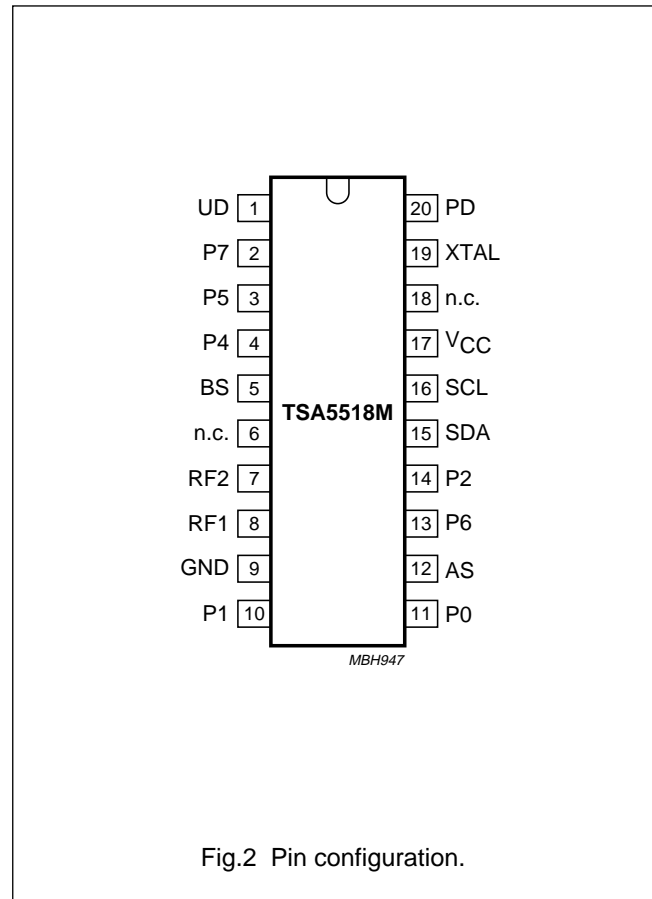 UD 1 20 PD
P7 2 19 XTAL
P5 3 18 n.c.
P4 4 17 VCC
BS 5 16 SCL
TSA5518M
n.c. 6 15 SDA
RF2 7 14 P2
RF1 8 13 P6
GND 9 12 AS
P1 10 11 P0
MBH947
Fig.2 Pin configuration.